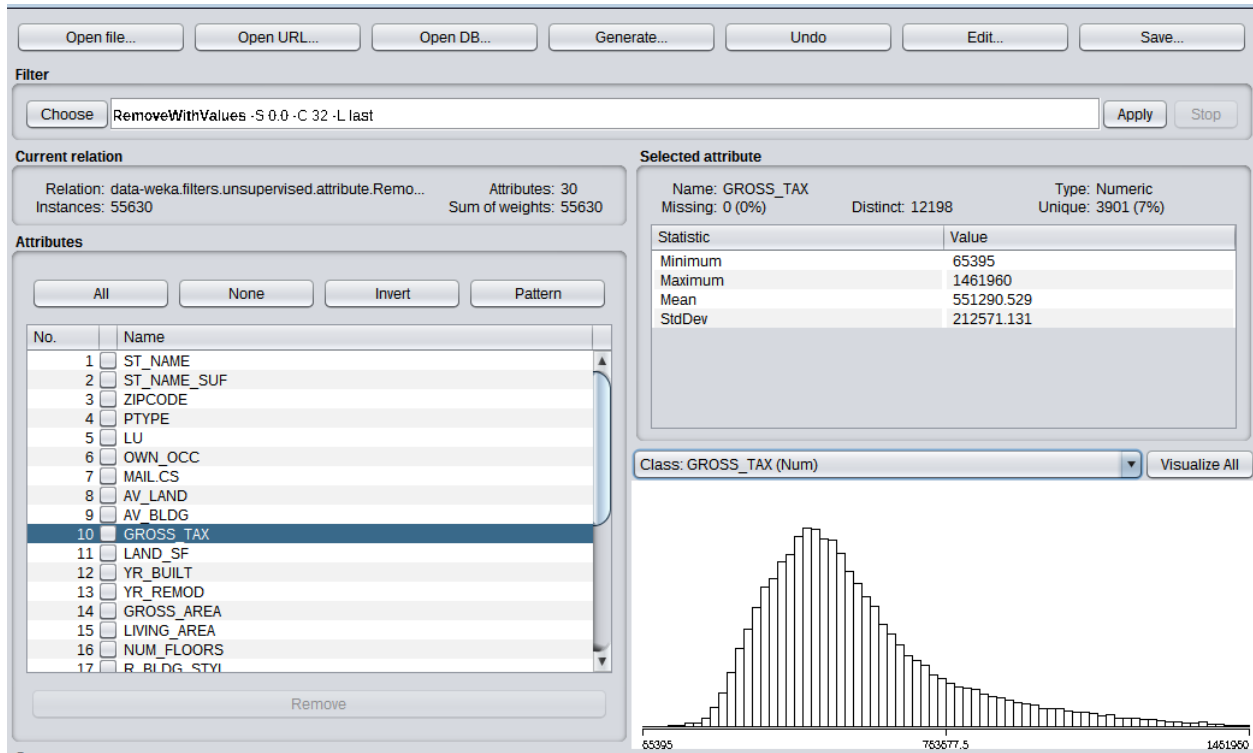 Open file... Open URL... Open DB... Generate... Undo Edit... Save...
Filter
Choose RemoveWithValues -S 0.0 -C 32 -L last Apply Stop
Current relation
Relation: data-weka.filters.unsupervised.attribute.Remo... Attributes: 30
Instances: 55630 Sum of weights: 55630
Attributes
All None Invert Pattern
No. Name
1 ST_NAME
2 ST_NAME_SUF
3 ZIPCODE
4 PTYPE
5 LU
6 OWN_OCC
7 MAIL.CS
8 AV_LAND
9 AV_BLDG
10 GROSS_TAX
11 LAND_SF
12 YR_BUILT
13 YR_REMOD
14 GROSS_AREA
15 LIVING_AREA
16 NUM_FLOORS
17 R_BLDG_STYL
Remove
Selected attribute
Name: GROSS_TAX Type: Numeric
Missing: 0 (0%) Distinct: 12198 Unique: 3901 (7%)
Statistic Value
Minimum 65395
Maximum 1461960
Mean 551290.529
StdDev 212571.131
Class: GROSS_TAX (Num) Visualize All
65395 763677.5 1461960